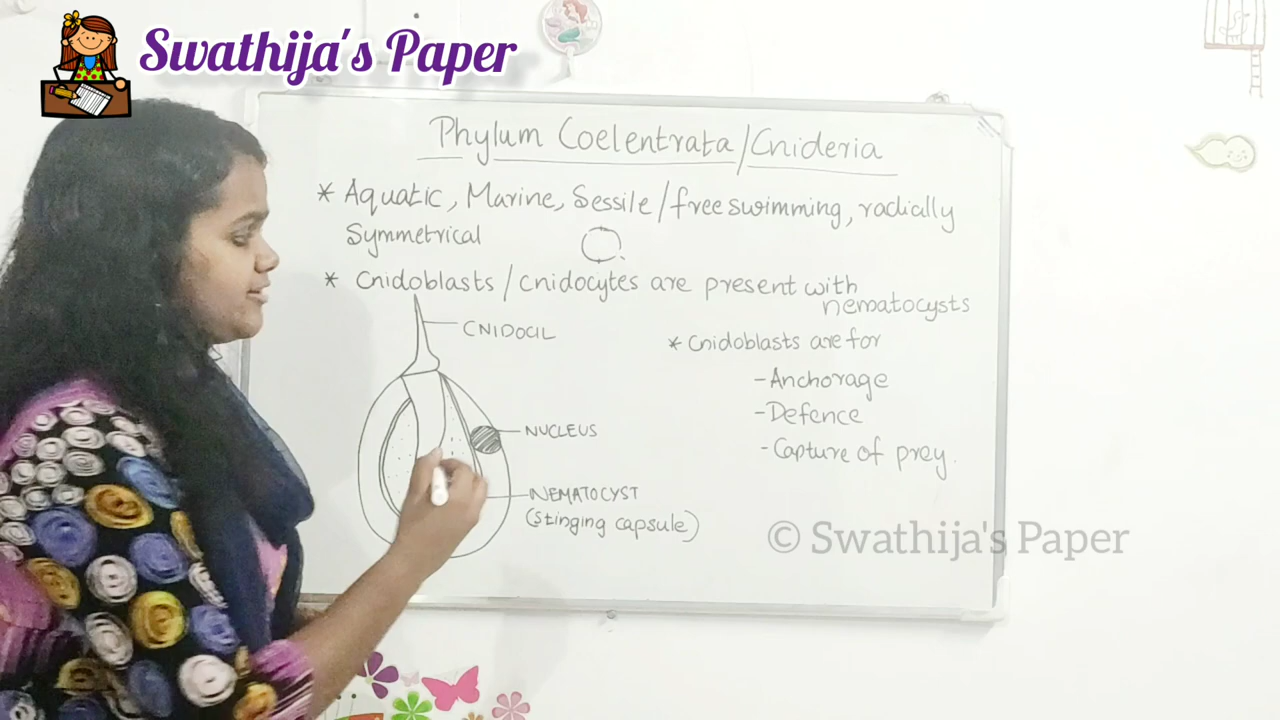 Swathija's Paper
Phylum Coelentrata/Cnideria
* Aquatic, Marine, Sessile/free swimming, radially
Symmetrical
* Cnidoblasts/cnidocytes are present with
nematocysts
CNIDOCIL
* Cnidoblasts are for
- Anchorage
- Defence
- Capture of prey.
NUCLEUS
NEMATOCYST
(stinging capsule)
© Swathija's Paper